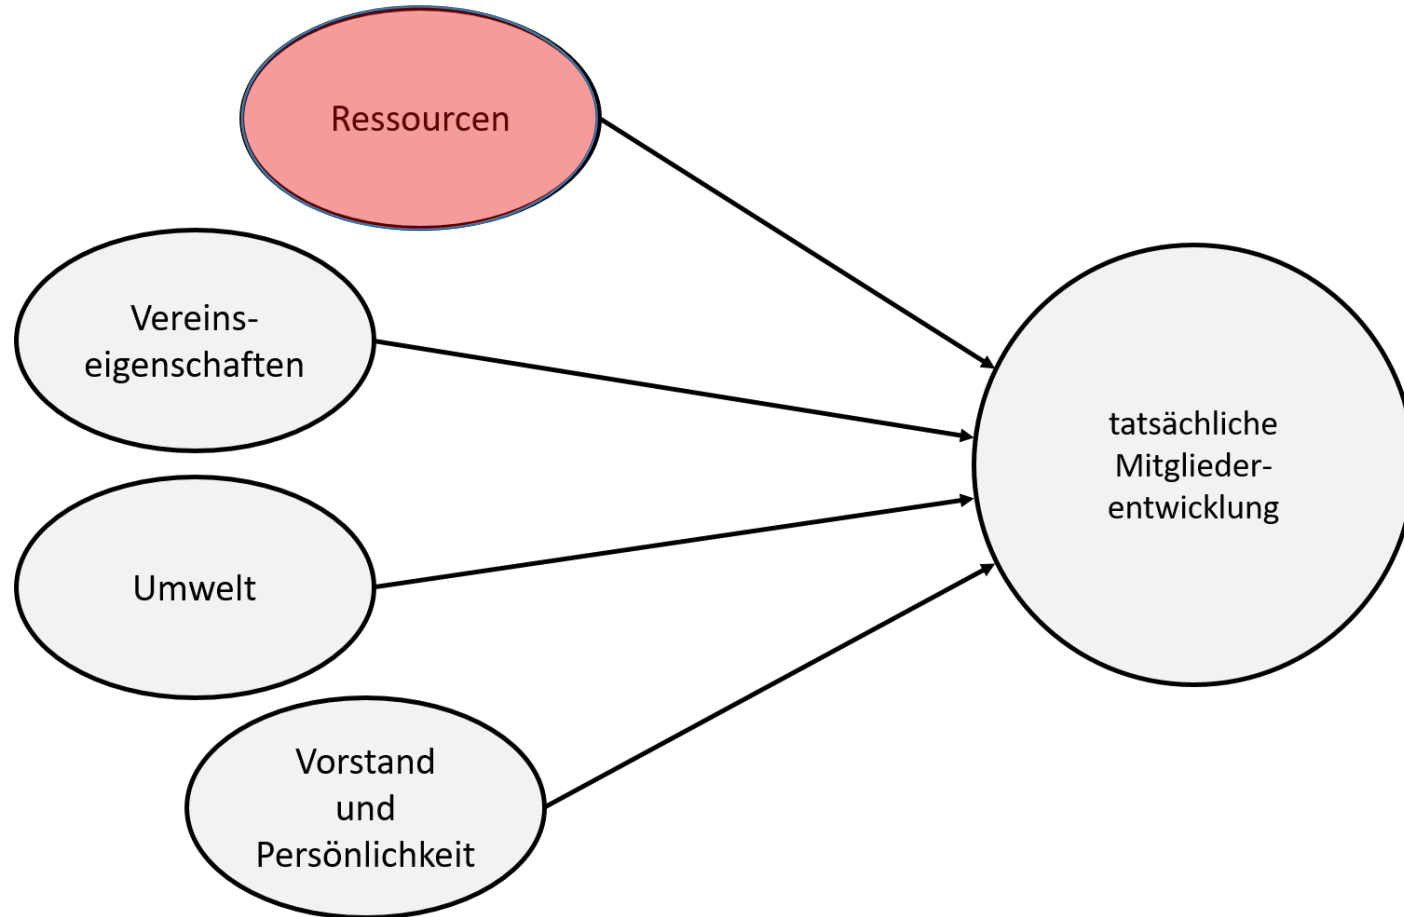 Ressourcen
Vereins-
eigenschaften
Umwelt
Vorstand
und
Persönlichkeit
tatsächliche
Mitglieder-
entwicklung